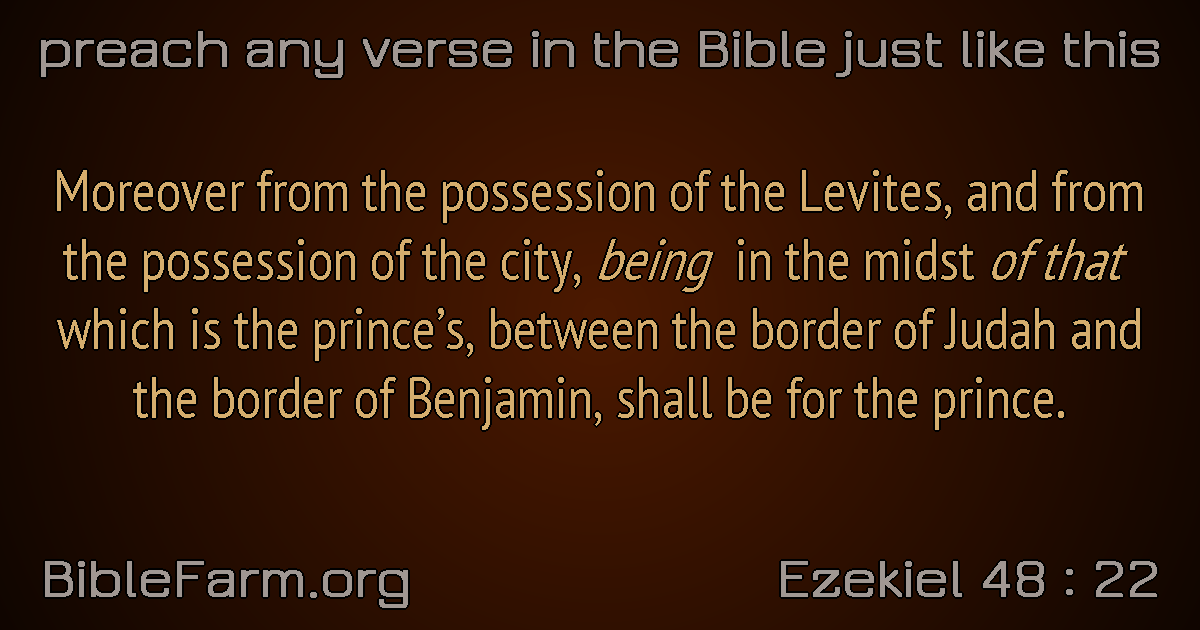 preach any verse in the Bible just like this
Moreover from the possession of the Levites, and from
the possession of the city, being in the midst of that
which is the prince’s, between the border of Judah and
the border of Benjamin, shall be for the prince.
BibleFarm.org
Ezekiel 48 : 22